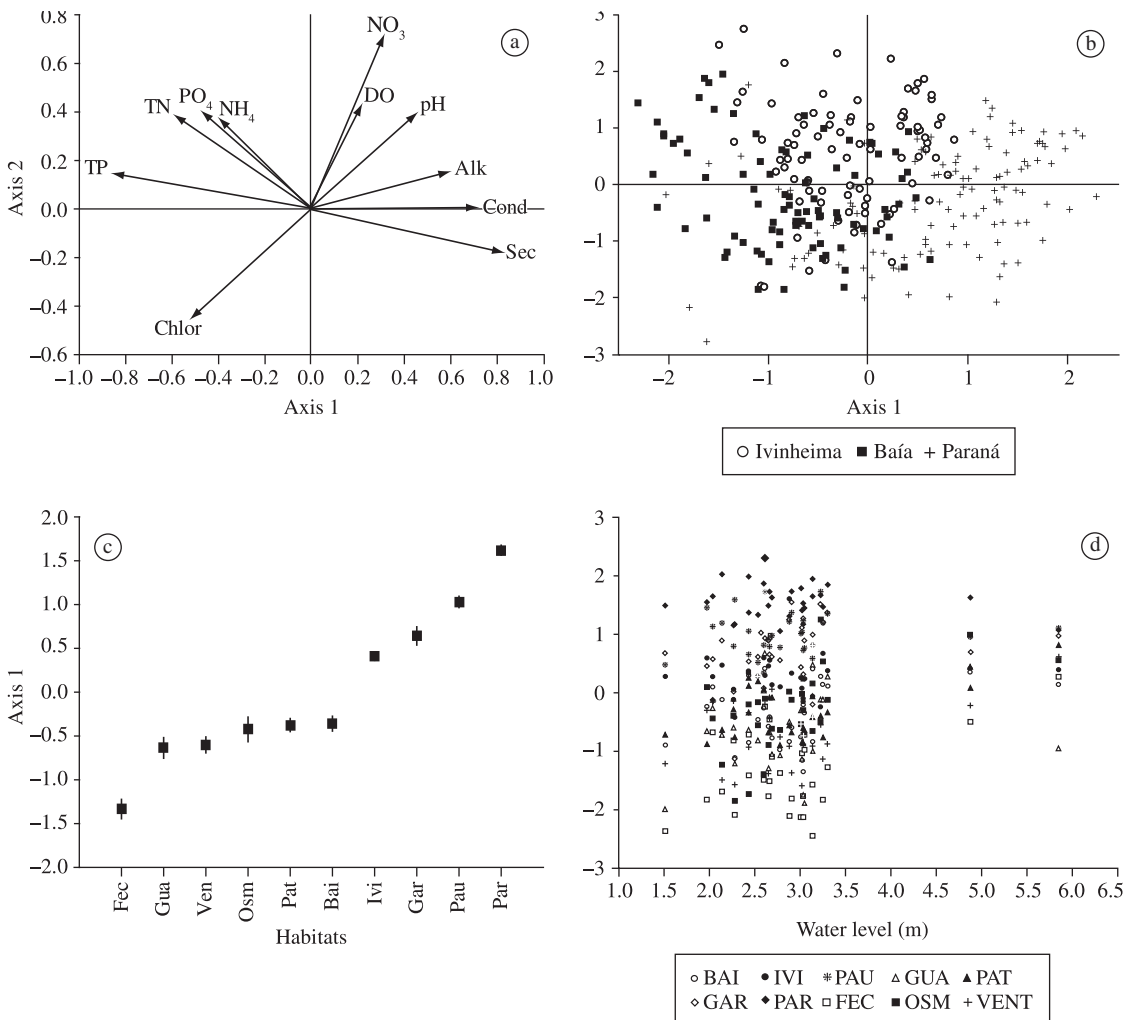 a
0.8
0.6
0.4
0.2
0.0
−0.2
−0.4
−0.6
Axis 2
−1.0 −0.8 −0.6 −0.4 −0.2 0.0 0.2 0.4 0.6 0.8 1.0
Axis 1
NO3
DO
pH
TN
PO4
NH4
TP
Alk
Cond
Sec
Chlor
b
3
2
1
0
−1
−2
−3
−2 −1 0 1 2
Axis 1
Ivinheima Baía Paraná
c
2.0
1.5
1.0
0.5
0.0
−0.5
−1.0
−1.5
−2.0
Axis 1
Fec Gua Ven Osm Pat Bai Ivi Gar Pau Par
Habitats
d
3
2
1
0
−1
−2
−3
1.0 1.5 2.0 2.5 3.0 3.5 4.0 4.5 5.0 5.5 6.0 6.5
Water level (m)
BAI IVI PAU GUA PAT
GAR PAR FEC OSM VENT